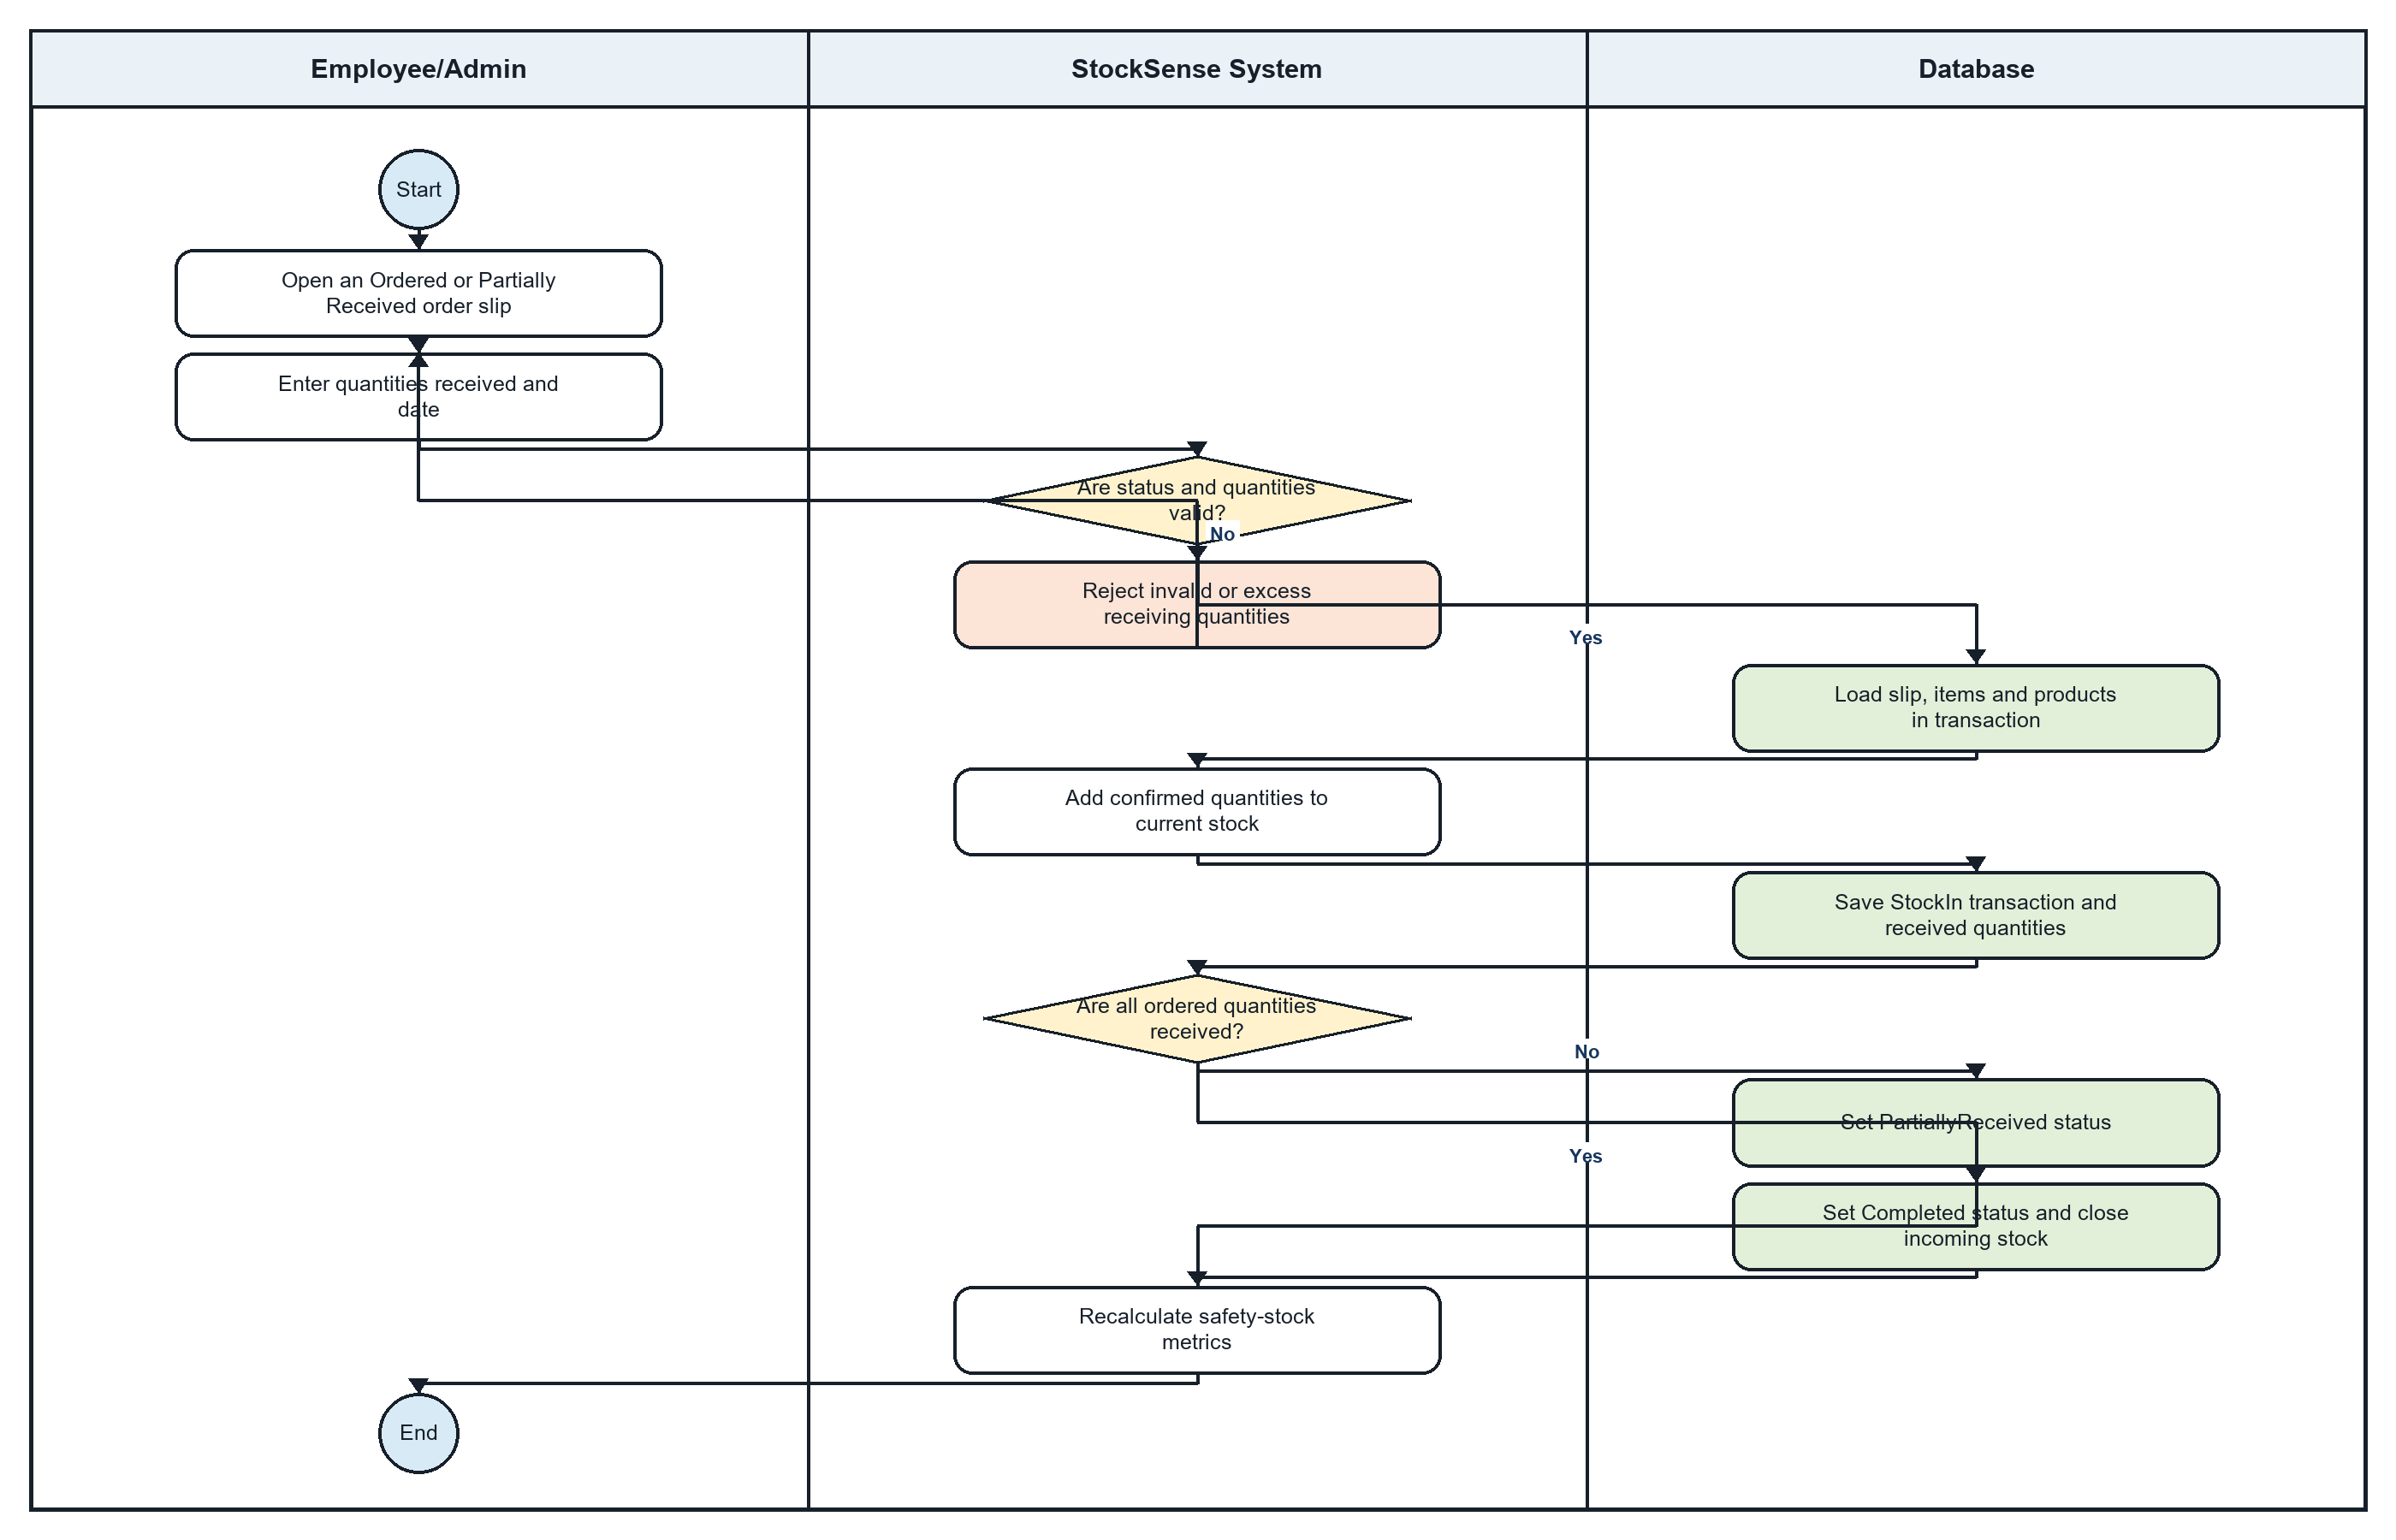 Employee/Admin
StockSense System
Database
Start
Open an Ordered or Partially
Received order slip
Enter quantities received and
date
Are status and quantities
valid?
No
Reject invalid or excess
receiving quantities
Yes
Load slip, items and products
in transaction
Add confirmed quantities to
current stock
Save StockIn transaction and
received quantities
Are all ordered quantities
received?
No
Set PartiallyReceived status
Yes
Set Completed status and close
incoming stock
Recalculate safety-stock
metrics
End